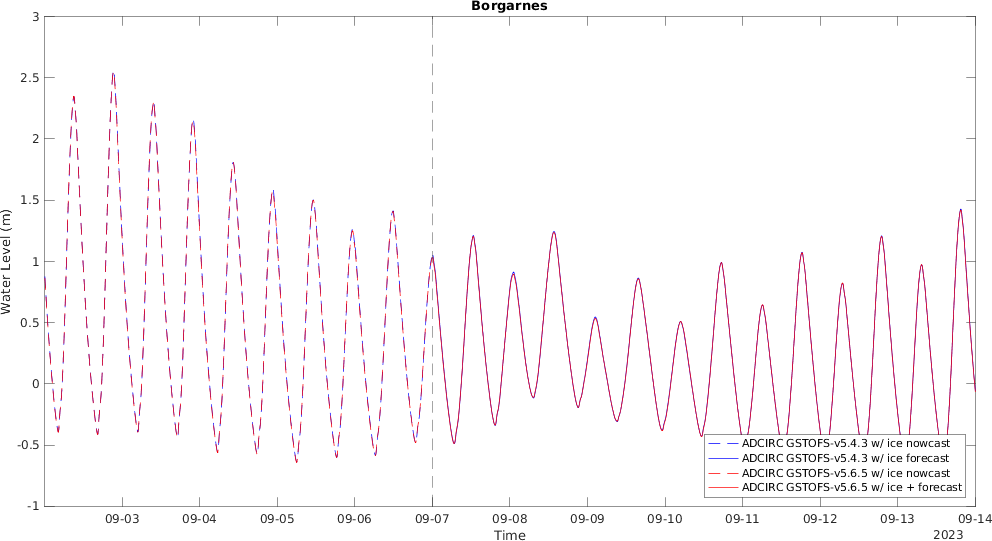 Borgarnes
3
2.5
2
1.5
1
0.5
0
-0.5
-1
Water Level (m)
09-03 09-04 09-05 09-06 09-07 09-08 09-09 09-10 09-11 09-12 09-13 09-14
Time
2023
ADCIRC GSTOFS-v5.4.3 w/ ice nowcast
ADCIRC GSTOFS-v5.4.3 w/ ice forecast
ADCIRC GSTOFS-v5.6.5 w/ ice nowcast
ADCIRC GSTOFS-v5.6.5 w/ ice + forecast